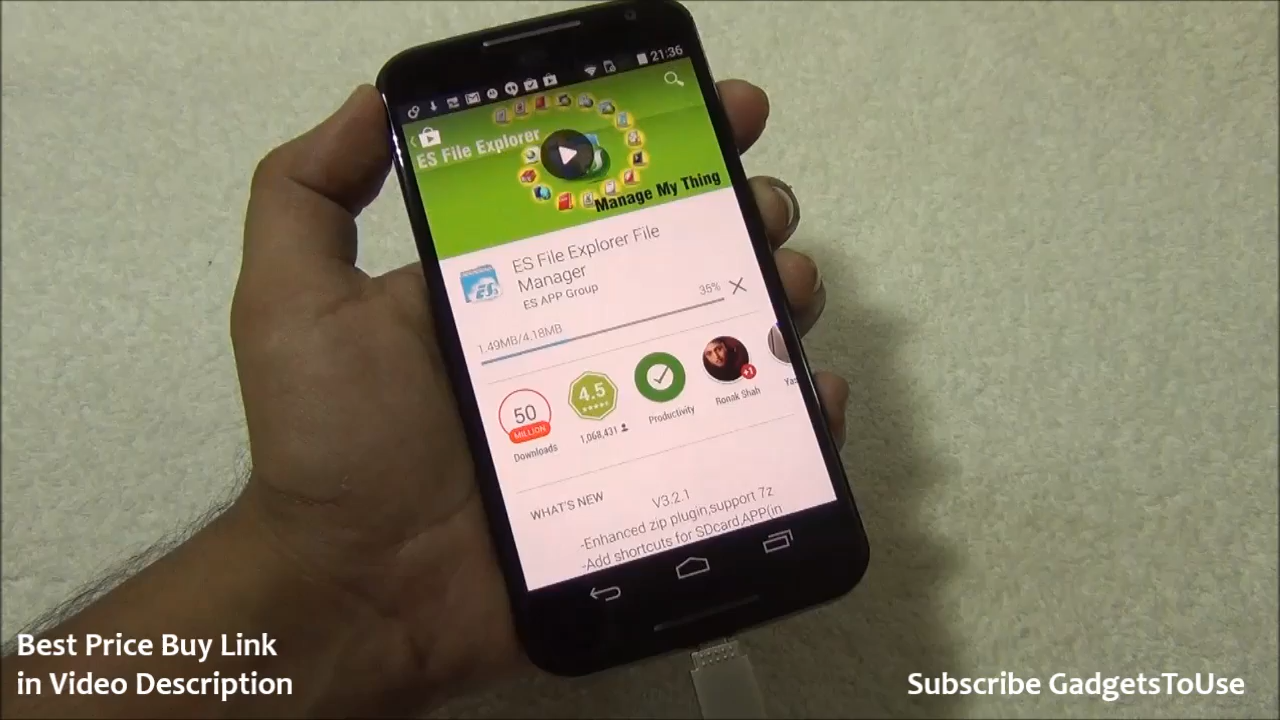 21:36
ES File Explorer
Manage My Thing
ES File Explorer File
Manager
ES APP Group
35%
1.49MB/4.18MB
50
MILLION
Downloads
4.5
1,068,431
Productivity
+1
Ronak Shah
WHAT'S NEW
V3.2.1
-Enhanced zip plugin,support 7z
-Add shortcuts for SDcard,APP(in
Best Price Buy Link
in Video Description
Subscribe GadgetsToUse